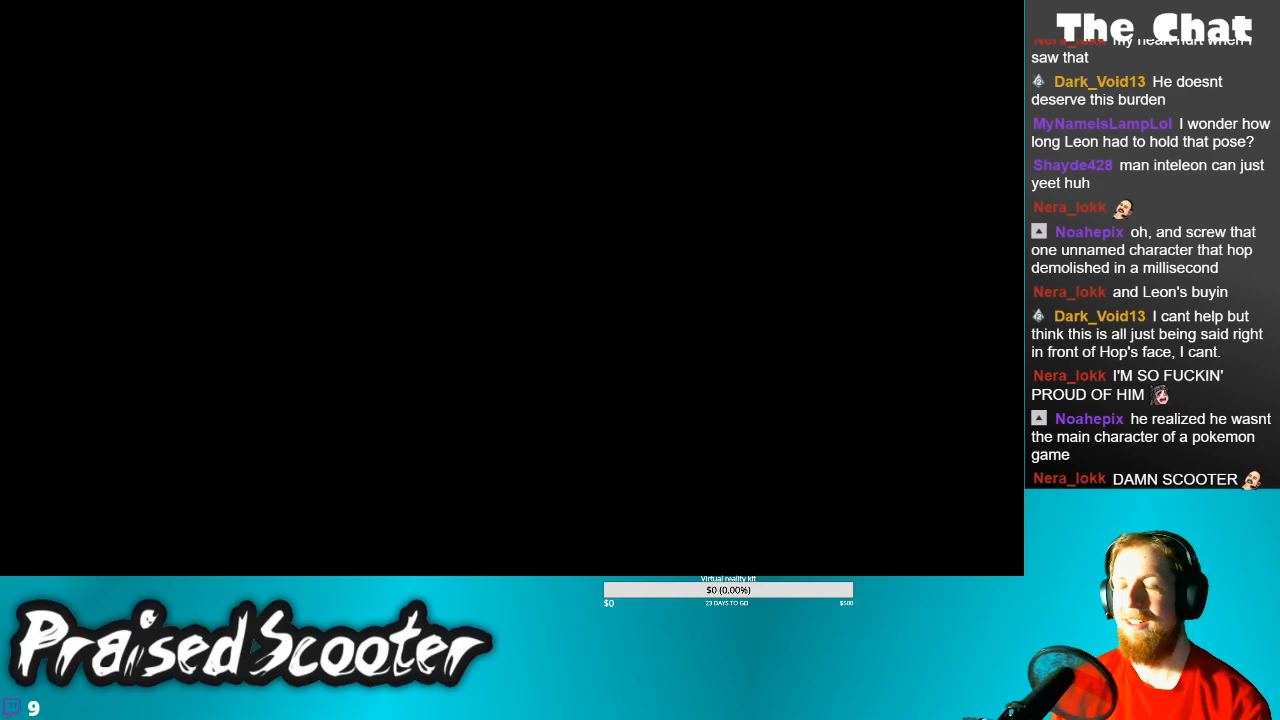 The Chat
Nera_lokk my heart hurt when I
saw that
Dark_Void13 He doesnt
deserve this burden
MyNameIsLampLol I wonder how
long Leon had to hold that pose?
Shayde428 man inteleon can just
yeet huh
Nera_lokk
Noahepix oh, and screw that
one unnamed character that hop
demolished in a millisecond
Nera_lokk and Leon's buyin
Dark_Void13 I cant help but
think this is all just being said right
in front of Hop's face, I cant.
Nera_lokk I'M SO FUCKIN'
PROUD OF HIM
Noahepix he realized he wasnt
the main character of a pokemon
game
Nera_lokk DAMN SCOOTER
Virtual reality kit
$0 (0.00%)
$0 23 DAYS TO GO $500
PraisedScooter
9